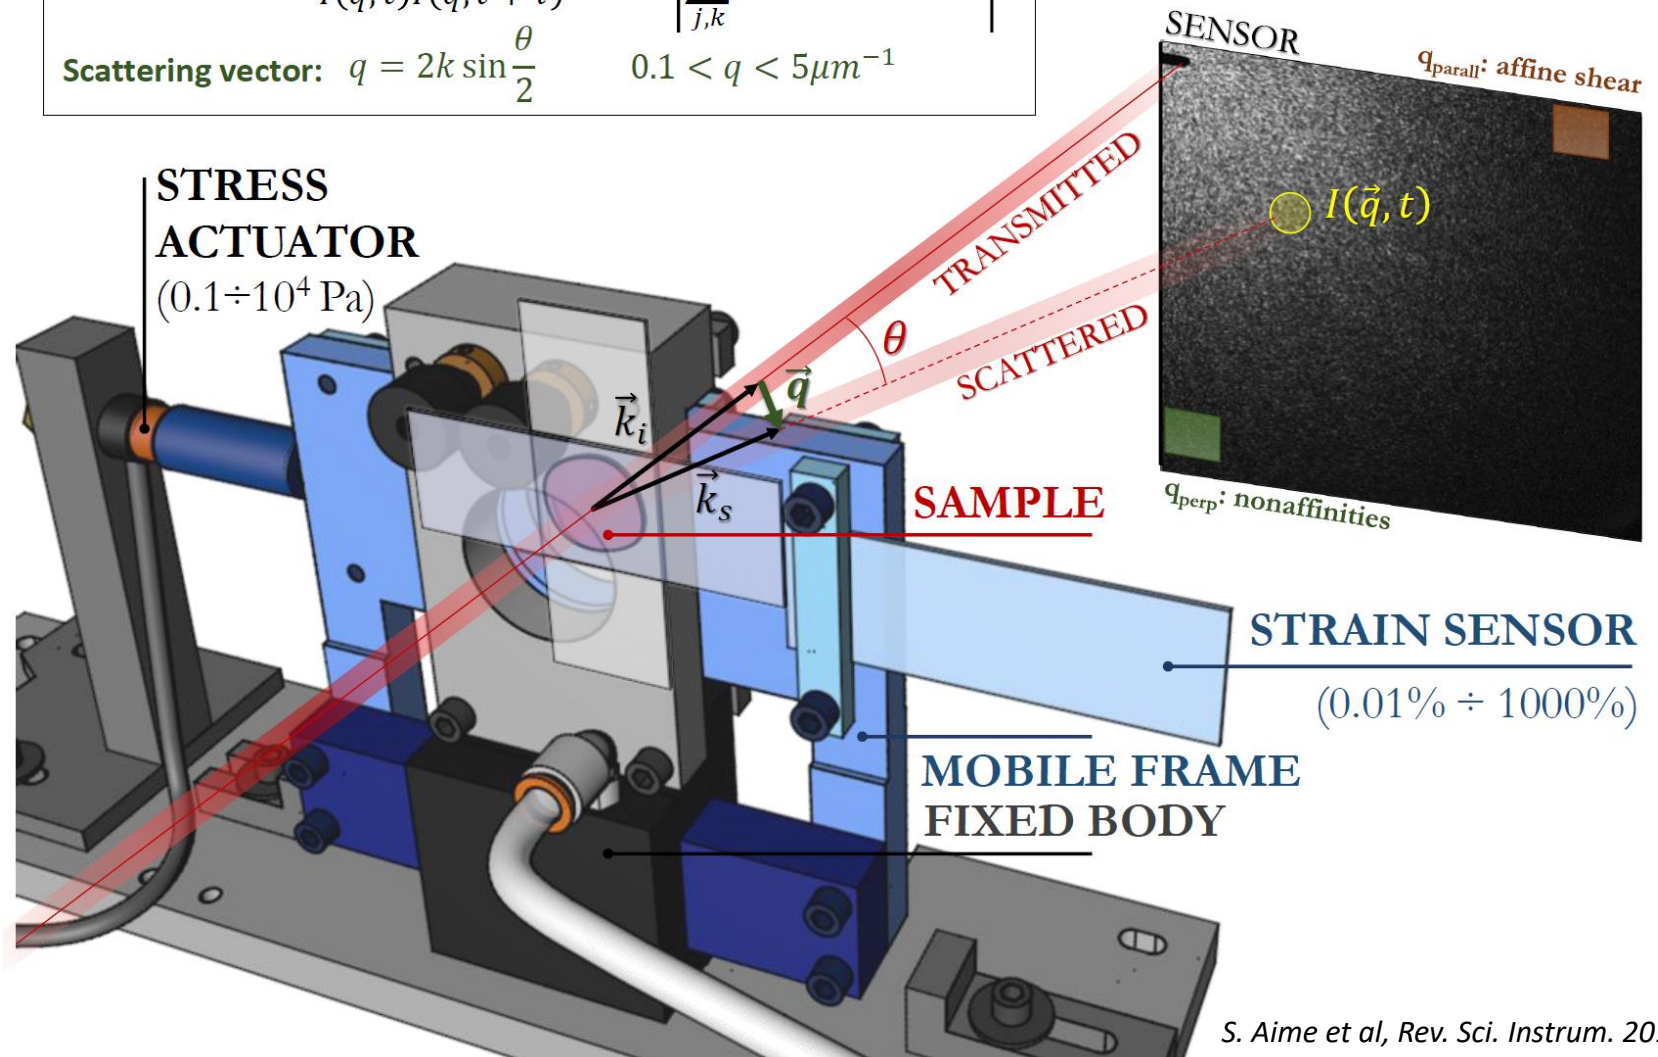 j,k
Scattering vector: q = 2k sin θ/2 0.1 < q < 5μm⁻¹
SENSOR
q_parall: affine shear
I(q⃗, t)
TRANSMITTED
STRESS
ACTUATOR
(0.1÷10⁴ Pa)
θ
SCATTERED
q⃗
k⃗ᵢ
k⃗ₛ
SAMPLE
q_perp: nonaffinities
STRAIN SENSOR
(0.01% ÷ 1000%)
MOBILE FRAME
FIXED BODY
S. Aime et al, Rev. Sci. Instrum.